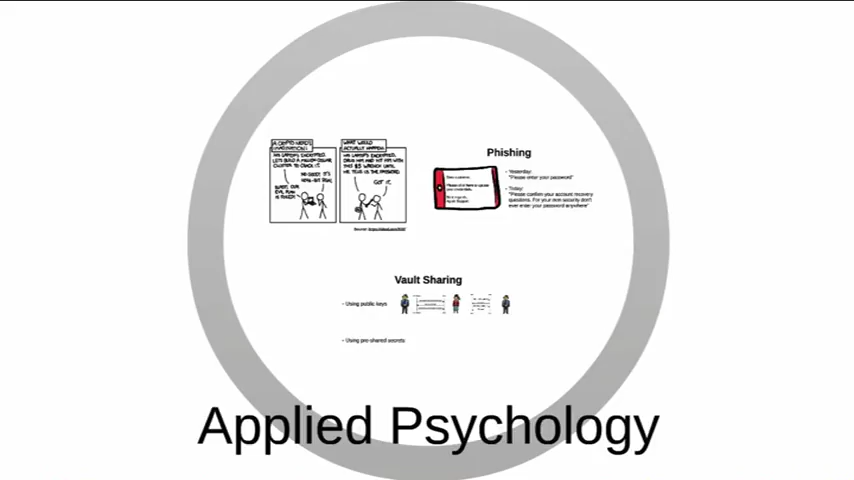 A CRYPTO NERD'S
IMAGINATION:
HIS LAPTOP'S ENCRYPTED.
LET'S BUILD A MILLION-DOLLAR
CLUSTER TO CRACK IT.
NO GOOD! IT'S
BLAST! OUR
EVIL PLAN
IS FOILED!
WHAT WOULD
ACTUALLY HAPPEN:
HIS LAPTOP'S ENCRYPTED.
DRUG HIM AND HIT HIM WITH
THIS $5 WRENCH UNTIL
HE TELLS US THE PASSWORD.
GOT IT.
Phishing
- Yesterday:
"Please enter your password"
- Today:
"Please confirm your account recovery
questions. For your non-security don't
ever enter your password anywhere"
Vault Sharing
- Using public keys
- Using pre-shared secrets
Applied Psychology